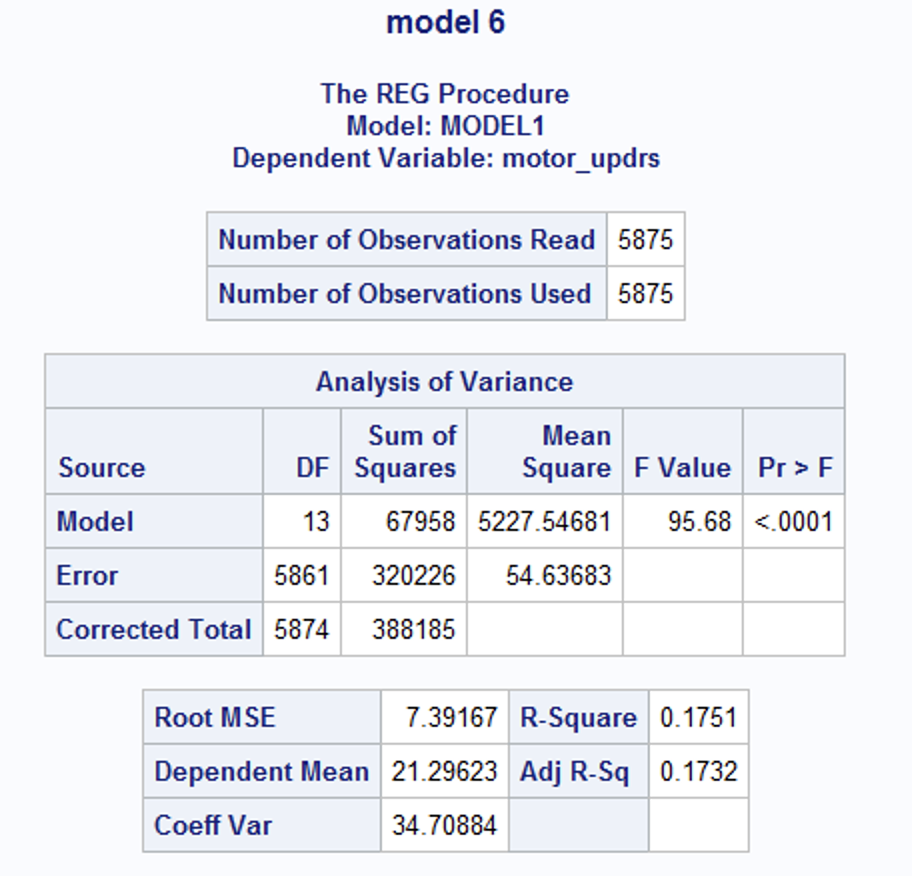 model 6
The REG Procedure
Model: MODEL1
Dependent Variable: motor_updrs
Number of Observations Read 5875
Number of Observations Used 5875
Analysis of Variance
Source DF Sum of Squares Mean Square F Value Pr > F
Model 13 67958 5227.54681 95.68 <.0001
Error 5861 320226 54.63683
Corrected Total 5874 388185
Root MSE 7.39167 R-Square 0.1751
Dependent Mean 21.29623 Adj R-Sq 0.1732
Coeff Var 34.70884